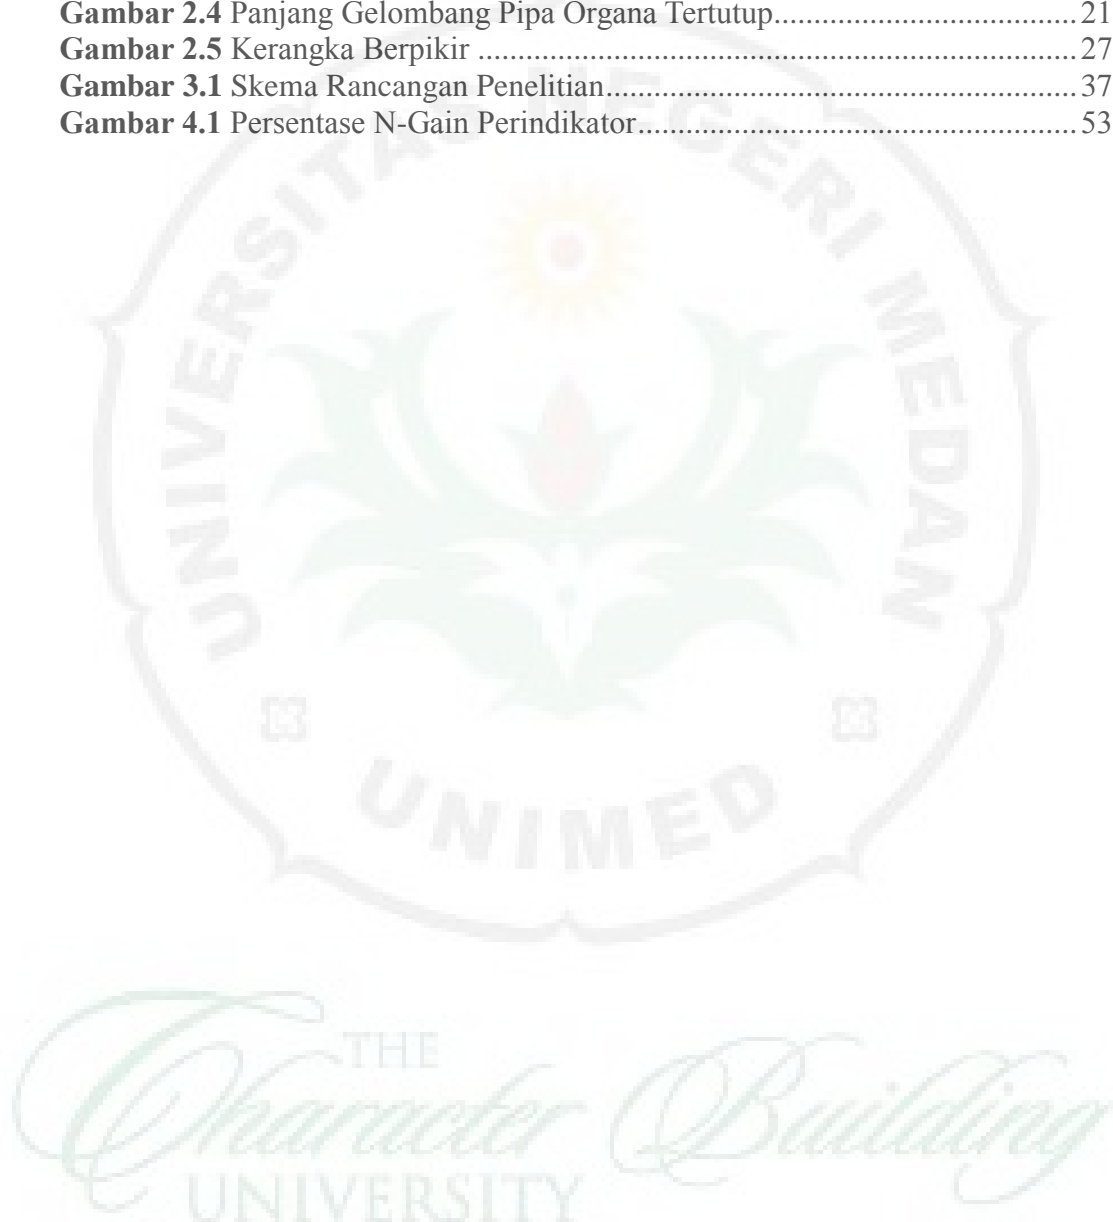 Gambar 2.4 Panjang Gelombang Pipa Organa Tertutup......................................21
Gambar 2.5 Kerangka Berpikir ...........................................................................27
Gambar 3.1 Skema Rancangan Penelitian...........................................................37
Gambar 4.1 Persentase N-Gain Perindikator.......................................................53
UNIVERSITAS NEGERI MEDAN
UNIMED
THE
Character Building
UNIVERSITY